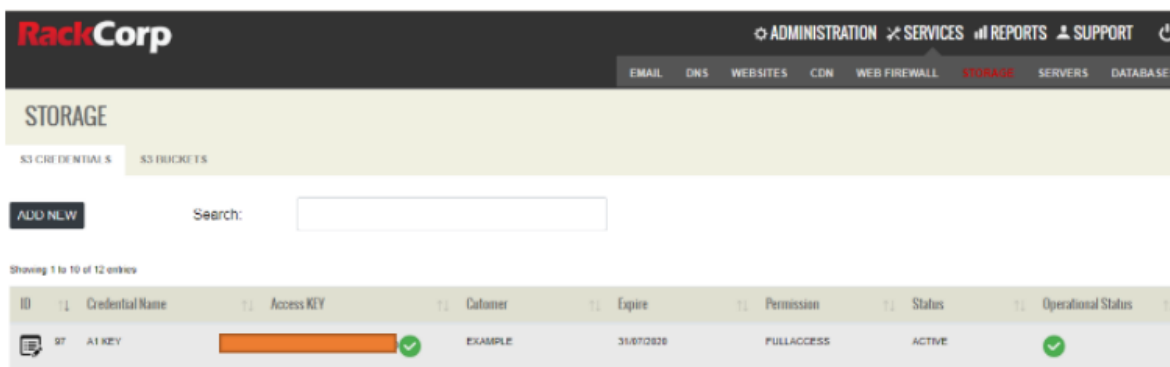 RackCorp
ADMINISTRATION SERVICES REPORTS SUPPORT
EMAIL DNS WEBSITES CDN WEB FIREWALL STORAGE SERVERS DATABASE
STORAGE
S3 CREDENTIALS S3 BUCKETS
ADD NEW Search:
Showing 1 to 10 of 12 entries
ID Credential Name Access KEY Cutomer Expire Permission Status Operational Status
97 A1 KEY EXAMPLE 31/07/2020 FULLACCESS ACTIVE